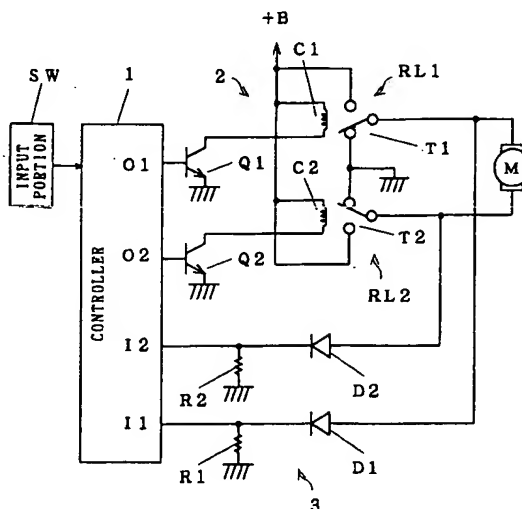 +B
SW
1
2
C1
RL1
INPUT PORTION
O1
Q1
T1
M
C2
O2
Q2
T2
RL2
CONTROLLER
I2
R2
D2
I1
R1
D1
3